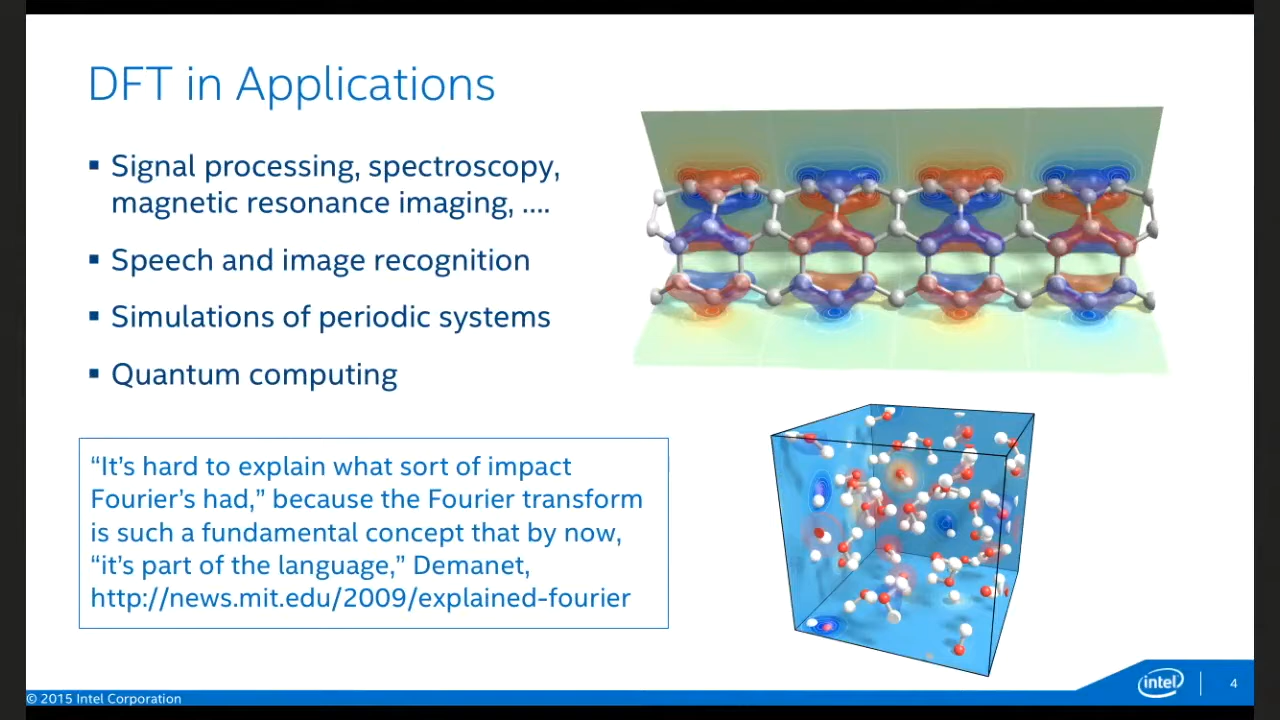 DFT in Applications
▪ Signal processing, spectroscopy,
magnetic resonance imaging, ....
▪ Speech and image recognition
▪ Simulations of periodic systems
▪ Quantum computing
“It’s hard to explain what sort of impact
Fourier’s had,” because the Fourier transform
is such a fundamental concept that by now,
“it’s part of the language,” Demanet,
http://news.mit.edu/2009/explained-fourier
© 2015 Intel Corporation
intel
4